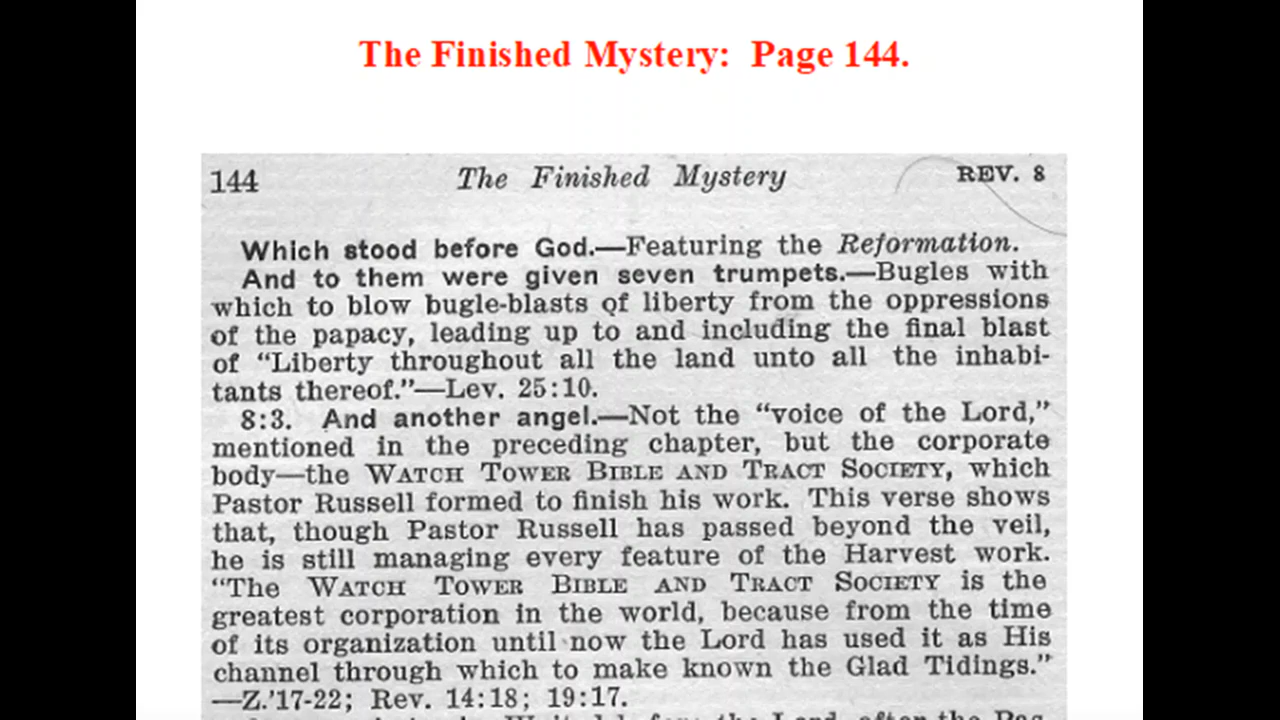 The Finished Mystery: Page 144.
144 The Finished Mystery REV. 8
Which stood before God.—Featuring the Reformation.
And to them were given seven trumpets.—Bugles with
which to blow bugle-blasts of liberty from the oppressions
of the papacy, leading up to and including the final blast
of “Liberty throughout all the land unto all the inhabi-
tants thereof.”—Lev. 25:10.
8:3. And another angel.—Not the “voice of the Lord,”
mentioned in the preceding chapter, but the corporate
body—the WATCH TOWER BIBLE AND TRACT SOCIETY, which
Pastor Russell formed to finish his work. This verse shows
that, though Pastor Russell has passed beyond the veil,
he is still managing every feature of the Harvest work.
“The WATCH TOWER BIBLE AND TRACT SOCIETY is the
greatest corporation in the world, because from the time
of its organization until now the Lord has used it as His
channel through which to make known the Glad Tidings.”
—Z.’17-22; Rev. 14:18; 19:17.